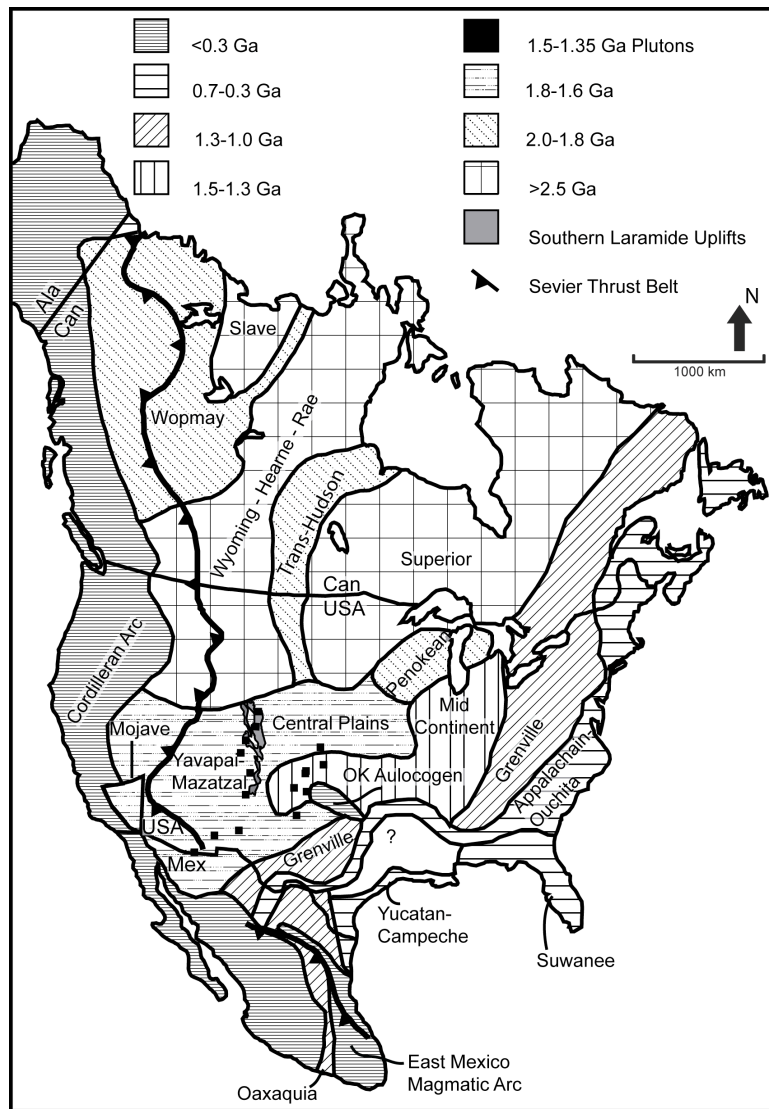 <0.3 Ga
1.5-1.35 Ga Plutons
0.7-0.3 Ga
1.8-1.6 Ga
1.3-1.0 Ga
2.0-1.8 Ga
1.5-1.3 Ga
>2.5 Ga
Southern Laramide Uplifts
Sevier Thrust Belt
N
1000 km
Ala
Can
Slave
Wopmay
Wyoming - Hearne - Rae
Trans-Hudson
Superior
Can
USA
Cordilleran Arc
Penokean
Mid
Continent
Central Plains
Mojave
Yavapai-
Mazatzal
OK Aulocogen
Grenville
Appalachain-
Ouchita
USA
Mex
Grenville
?
Yucatan-
Campeche
Suwanee
East Mexico
Magmatic Arc
Oaxaquia